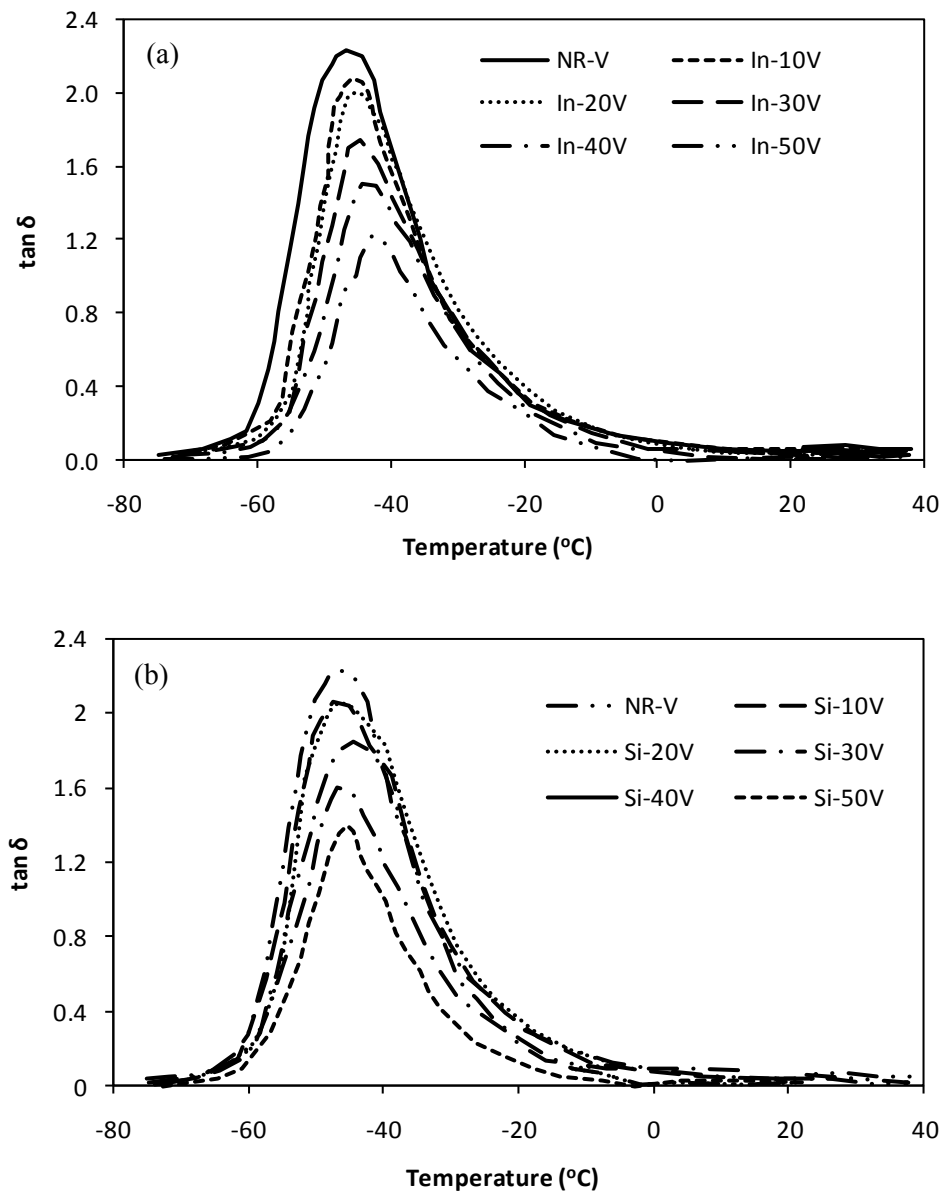 (a)
NR-V In-10V
In-20V In-30V
In-40V In-50V
2.4
2.0
1.6
1.2
0.8
0.4
0.0
tan δ
-80 -60 -40 -20 0 20 40
Temperature (ºC)
(b)
NR-V Si-10V
Si-20V Si-30V
Si-40V Si-50V
2.4
2
1.6
1.2
0.8
0.4
0
tan δ
-80 -60 -40 -20 0 20 40
Temperature (ºC)